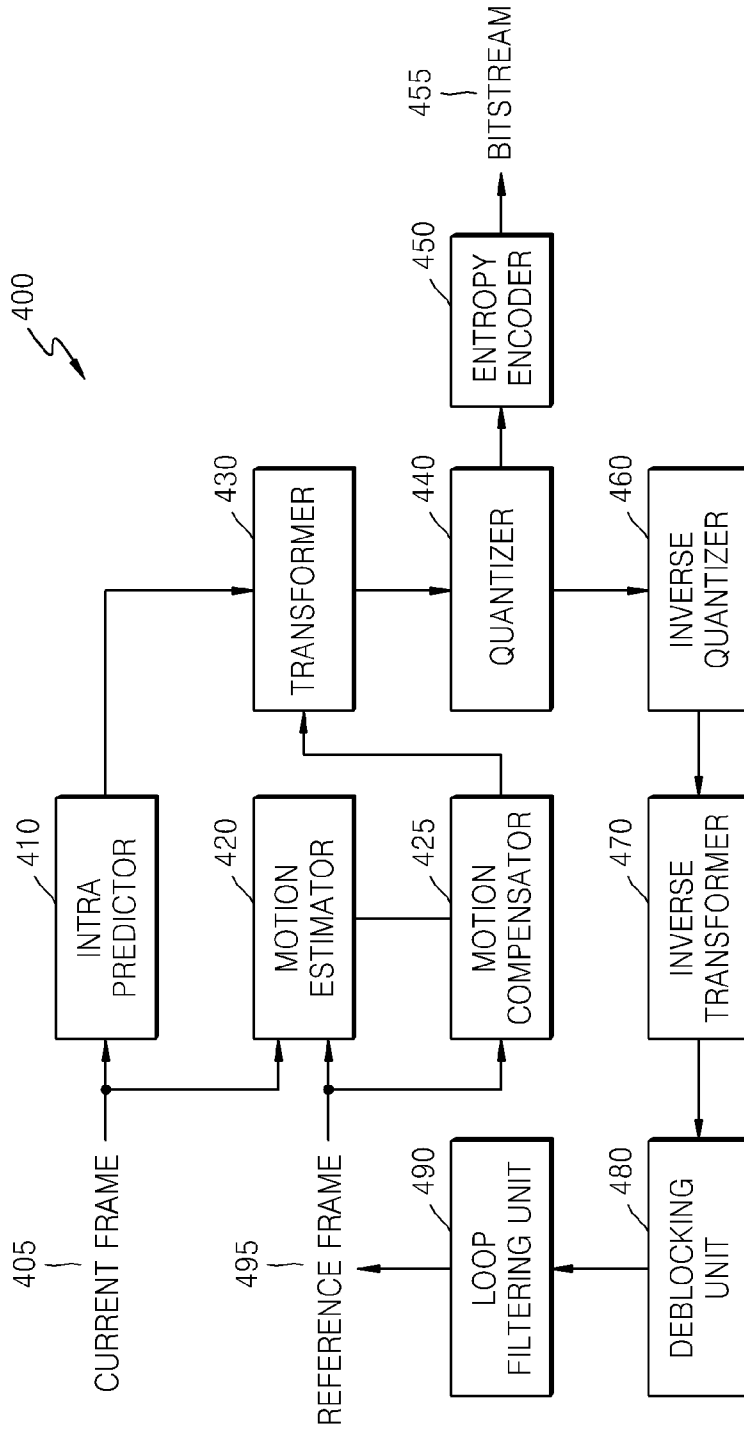 400
405
CURRENT FRAME
410
INTRA
PREDICTOR
430
TRANSFORMER
420
MOTION
ESTIMATOR
495
REFERENCE FRAME
425
MOTION
COMPENSATOR
440
QUANTIZER
450
ENTROPY
ENCODER
455
BITSTREAM
490
LOOP
FILTERING UNIT
480
DEBLOCKING
UNIT
470
INVERSE
TRANSFORMER
460
INVERSE
QUANTIZER